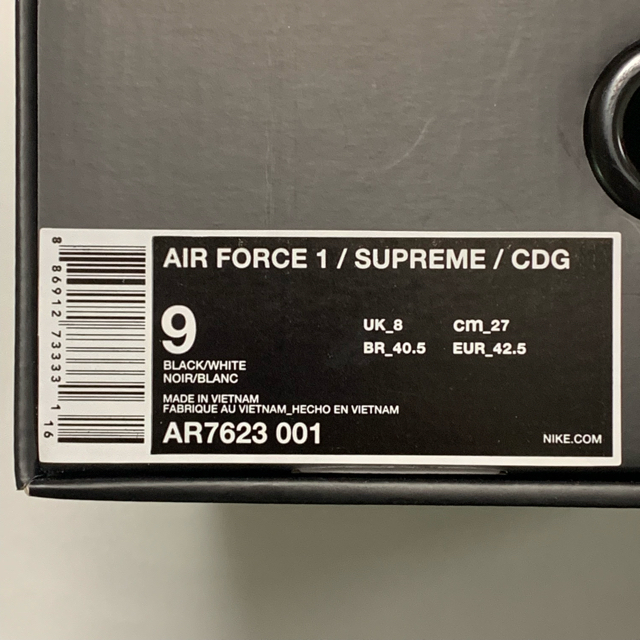 AIR FORCE 1 / SUPREME / CDG
9
UK_8 cm_27
BR_40.5 EUR_42.5
BLACK/WHITE
NOIR/BLANC
MADE IN VIETNAM
FABRIQUE AU VIETNAM_HECHO EN VIETNAM
AR7623 001
NIKE.COM
8 86912 73333 1 16